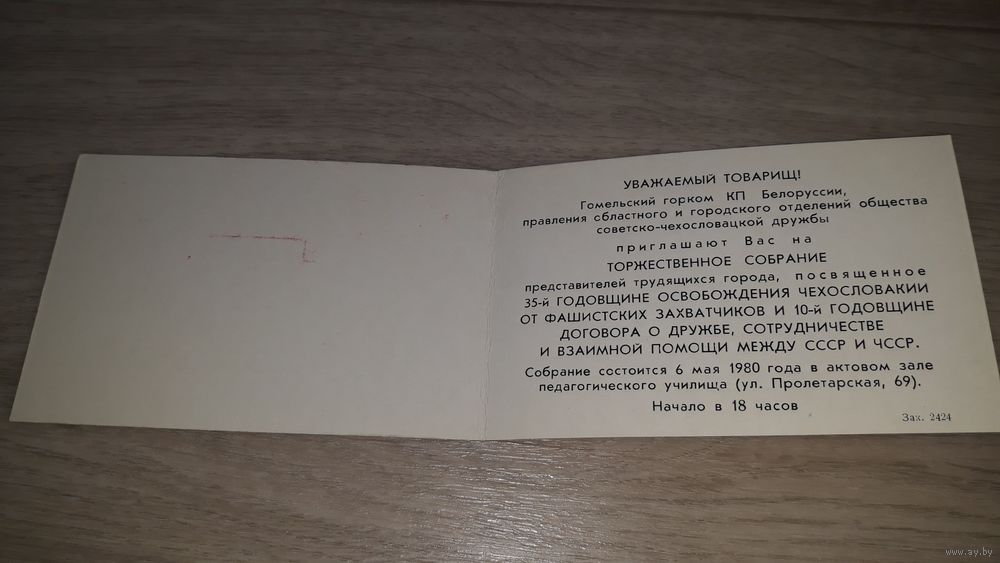 УВАЖАЕМЫЙ ТОВАРИЩ!
Гомельский горком КП Белоруссии,
правления областного и городского отделений общества
советско-чехословацкой дружбы
приглашают Вас на
ТОРЖЕСТВЕННОЕ СОБРАНИЕ
представителей трудящихся города, посвященное
35-й ГОДОВЩИНЕ ОСВОБОЖДЕНИЯ ЧЕХОСЛОВАКИИ
ОТ ФАШИСТСКИХ ЗАХВАТЧИКОВ И 10-й ГОДОВЩИНЕ
ДОГОВОРА О ДРУЖБЕ, СОТРУДНИЧЕСТВЕ
И ВЗАИМНОЙ ПОМОЩИ МЕЖДУ СССР И ЧССР.
Собрание состоится 6 мая 1980 года в актовом зале
педагогического училища (ул. Пролетарская, 69).
Начало в 18 часов
Зак. 2424
www.ay.by